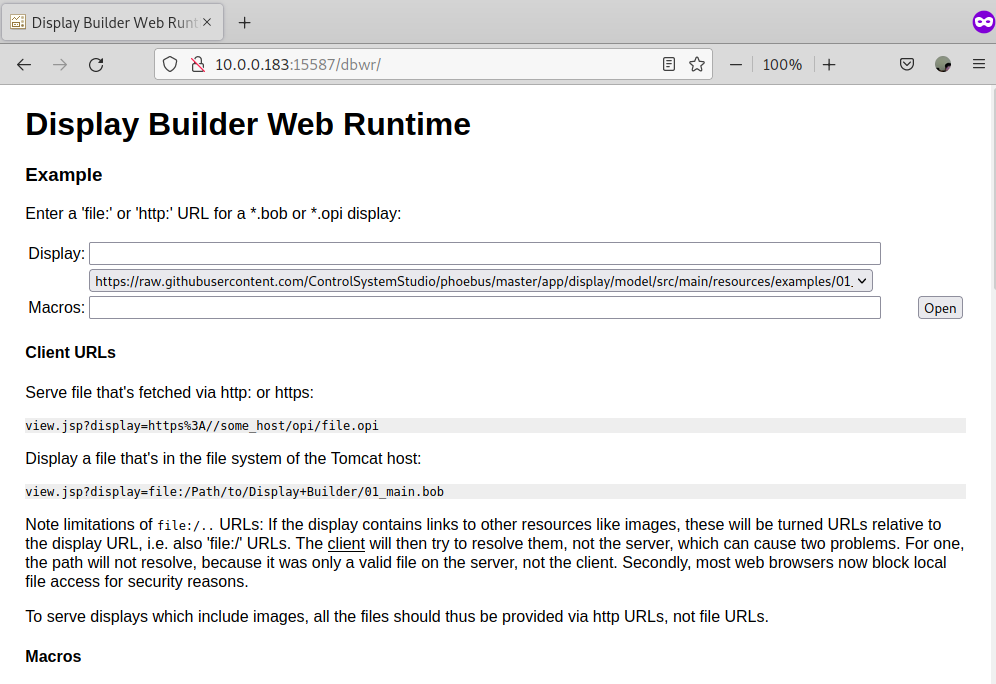 Display Builder Web Runt
10.0.0.183:15587/dbwr/
100%
Display Builder Web Runtime
Example
Enter a 'file:' or 'http:' URL for a *.bob or *.opi display:
Display:
https://raw.githubusercontent.com/ControlSystemStudio/phoebus/master/app/display/model/src/main/resources/examples/01_
Macros:
Open
Client URLs
Serve file that's fetched via http: or https:
view.jsp?display=https%3A//some_host/opi/file.opi
Display a file that's in the file system of the Tomcat host:
view.jsp?display=file:/Path/to/Display+Builder/01_main.bob
Note limitations of file:/.. URLs: If the display contains links to other resources like images, these will be turned URLs relative to
the display URL, i.e. also 'file:/' URLs. The client will then try to resolve them, not the server, which can cause two problems. For one,
the path will not resolve, because it was only a valid file on the server, not the client. Secondly, most web browsers now block local
file access for security reasons.
To serve displays which include images, all the files should thus be provided via http URLs, not file URLs.
Macros